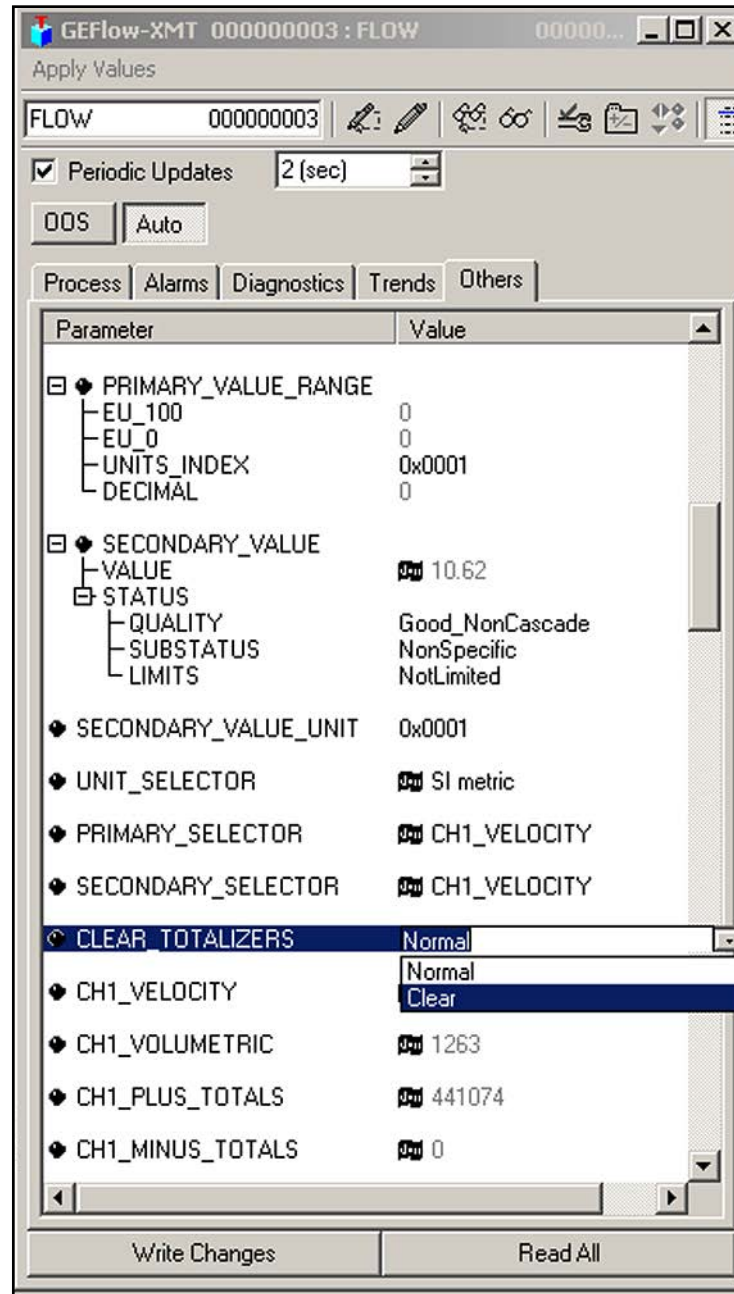 GEFlow-XMT 000000003 : FLOW 00000...
Apply Values
FLOW 000000003
Periodic Updates 2 (sec)
OOS Auto
Process Alarms Diagnostics Trends Others
Parameter Value
PRIMARY_VALUE_RANGE
EU_100 0
EU_0 0
UNITS_INDEX 0x0001
DECIMAL 0
SECONDARY_VALUE
VALUE 10.62
STATUS
QUALITY Good_NonCascade
SUBSTATUS NonSpecific
LIMITS NotLimited
SECONDARY_VALUE_UNIT 0x0001
UNIT_SELECTOR SI metric
PRIMARY_SELECTOR CH1_VELOCITY
SECONDARY_SELECTOR CH1_VELOCITY
CLEAR_TOTALIZERS Normal
Normal
CH1_VELOCITY Clear
CH1_VOLUMETRIC 1263
CH1_PLUS_TOTALS 441074
CH1_MINUS_TOTALS 0
Write Changes Read All